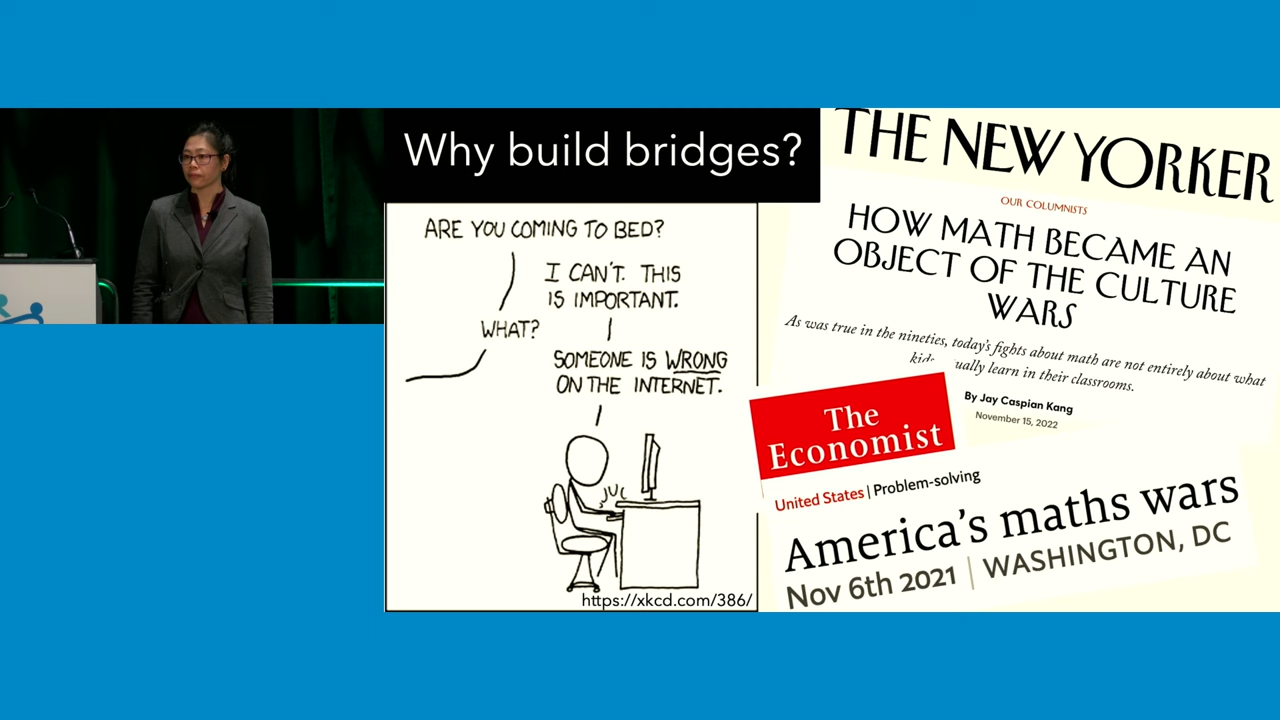 Why build bridges?
ARE YOU COMING TO BED?
I CAN'T. THIS
IS IMPORTANT.
WHAT?
SOMEONE IS WRONG
ON THE INTERNET.
https://xkcd.com/386/
THE NEW YORKER
OUR COLUMNISTS
HOW MATH BECAME AN
OBJECT OF THE CULTURE
WARS
As was true in the nineties, today's fights about math are not entirely about what
learn in their classrooms.
By Jay Caspian Kang
November 15, 2022
The
Economist
United States | Problem-solving
America's maths wars
Nov 6th 2021 | WASHINGTON, DC